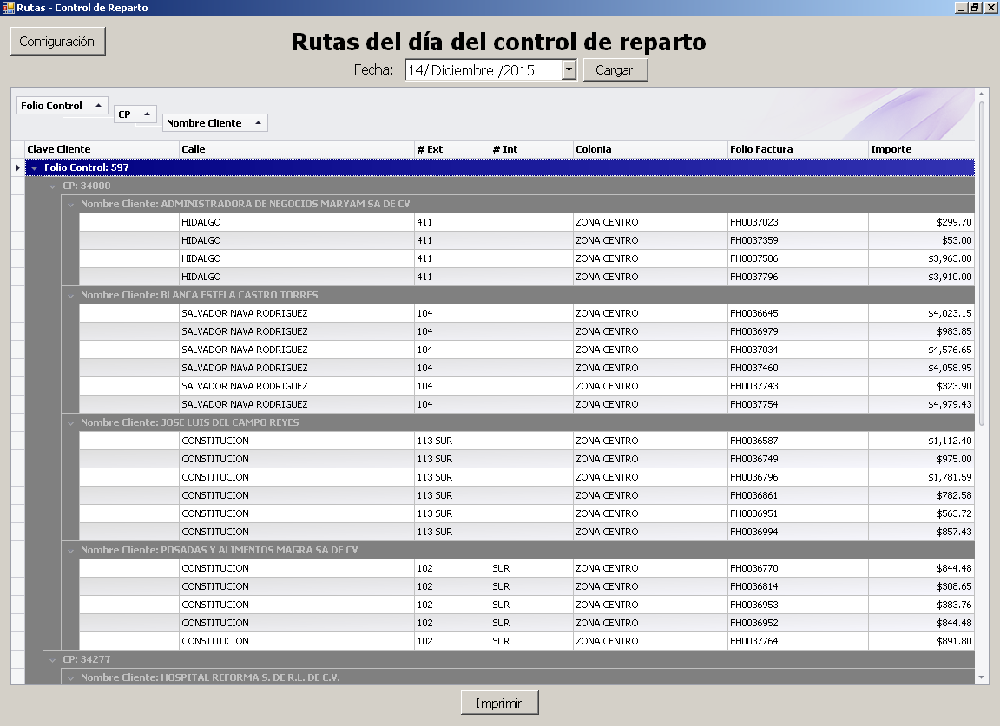 Rutas - Control de Reparto
Configuración
Rutas del día del control de reparto
Fecha: 14/ Diciembre /2015 Cargar
Folio Control
CP
Nombre Cliente
Clave Cliente Calle # Ext # Int Colonia Folio Factura Importe
Folio Control: 597
CP: 34000
Nombre Cliente: ADMINISTRADORA DE NEGOCIOS MARYAM SA DE CV
HIDALGO 411 ZONA CENTRO FH0037023 $299.70
HIDALGO 411 ZONA CENTRO FH0037359 $53.00
HIDALGO 411 ZONA CENTRO FH0037586 $3,963.00
HIDALGO 411 ZONA CENTRO FH0037796 $3,910.00
Nombre Cliente: BLANCA ESTELA CASTRO TORRES
SALVADOR NAVA RODRIGUEZ 104 ZONA CENTRO FH0036645 $4,023.15
SALVADOR NAVA RODRIGUEZ 104 ZONA CENTRO FH0036979 $983.85
SALVADOR NAVA RODRIGUEZ 104 ZONA CENTRO FH0037034 $4,576.65
SALVADOR NAVA RODRIGUEZ 104 ZONA CENTRO FH0037460 $4,058.95
SALVADOR NAVA RODRIGUEZ 104 ZONA CENTRO FH0037743 $323.90
SALVADOR NAVA RODRIGUEZ 104 ZONA CENTRO FH0037754 $4,979.43
Nombre Cliente: JOSE LUIS DEL CAMPO REYES
CONSTITUCION 113 SUR ZONA CENTRO FH0036587 $1,112.40
CONSTITUCION 113 SUR ZONA CENTRO FH0036749 $975.00
CONSTITUCION 113 SUR ZONA CENTRO FH0036796 $1,781.59
CONSTITUCION 113 SUR ZONA CENTRO FH0036861 $782.58
CONSTITUCION 113 SUR ZONA CENTRO FH0036951 $563.72
CONSTITUCION 113 SUR ZONA CENTRO FH0036994 $857.43
Nombre Cliente: POSADAS Y ALIMENTOS MAGRA SA DE CV
CONSTITUCION 102 SUR ZONA CENTRO FH0036770 $844.48
CONSTITUCION 102 SUR ZONA CENTRO FH0036814 $308.65
CONSTITUCION 102 SUR ZONA CENTRO FH0036953 $383.76
CONSTITUCION 102 SUR ZONA CENTRO FH0036952 $844.48
CONSTITUCION 102 SUR ZONA CENTRO FH0037764 $891.80
CP: 34277
Nombre Cliente: HOSPITAL REFORMA S. DE R.L. DE C.V.
Imprimir